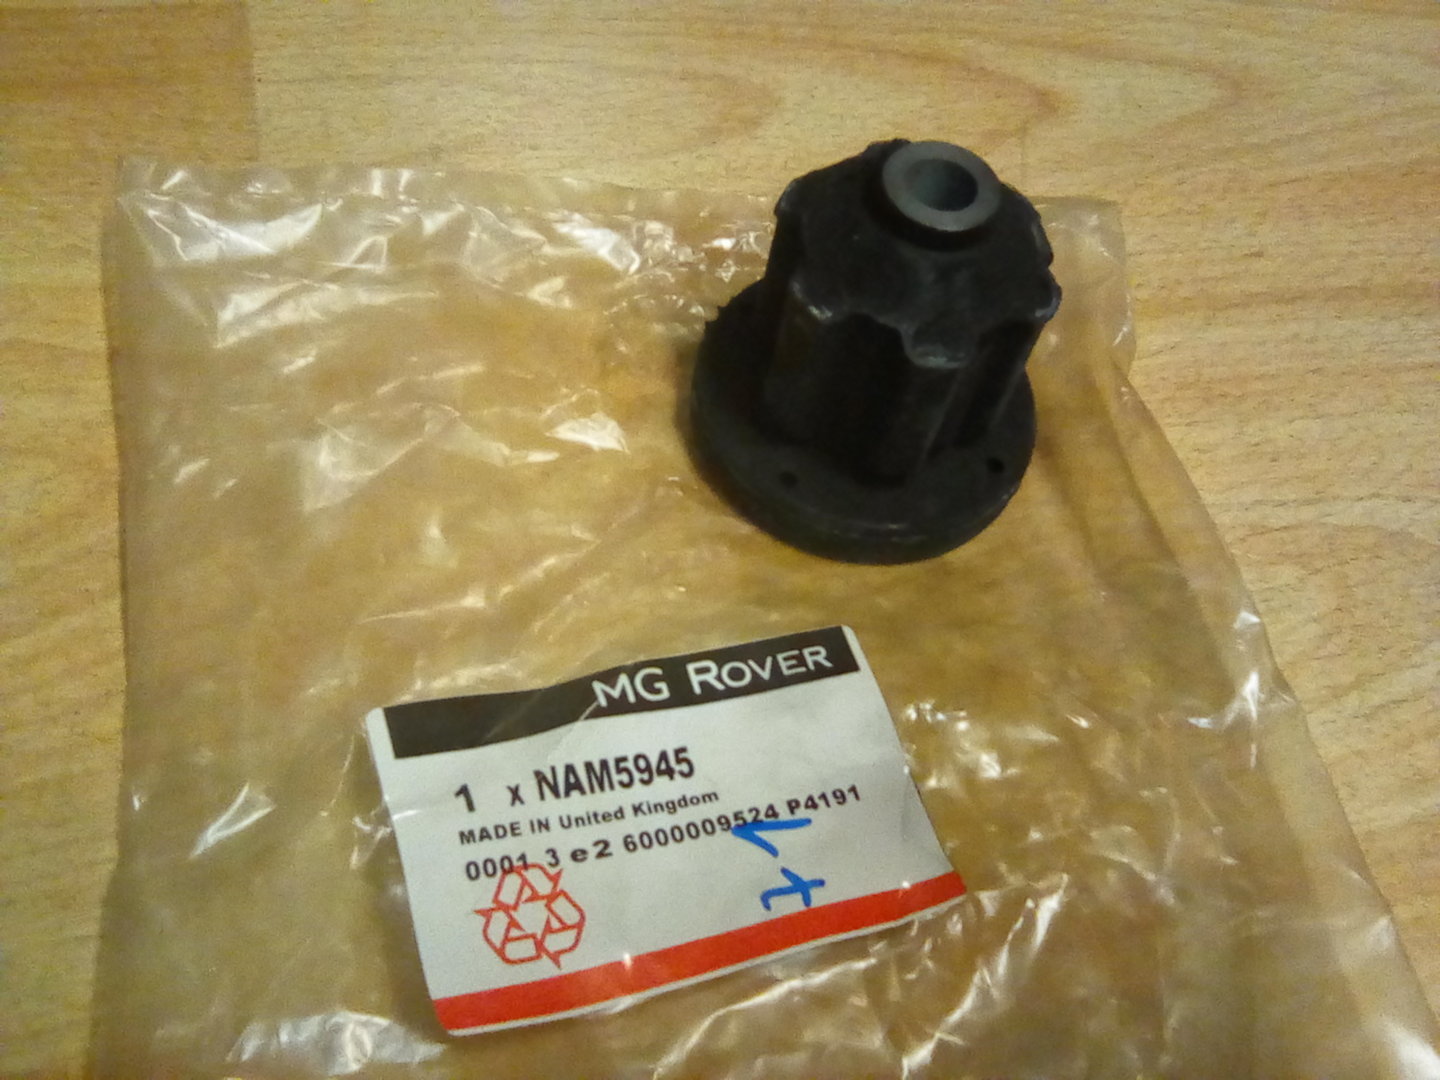 MG ROVER
1 x NAM5945
MADE IN United Kingdom
0001 3 e2 6000009524 P4191